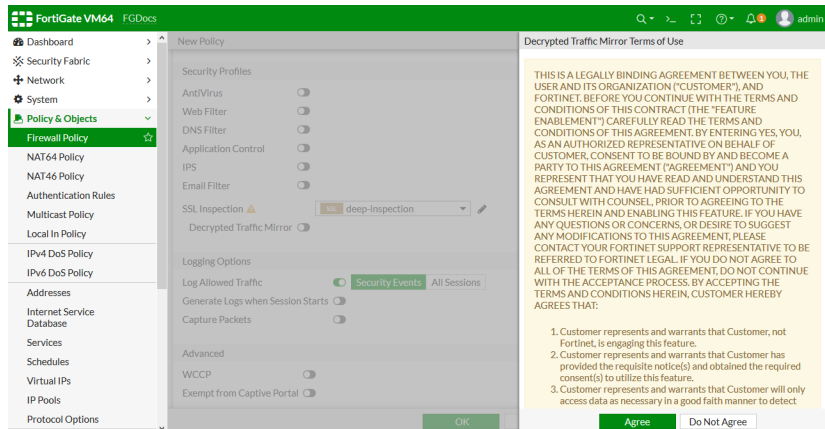 FortiGate VM64 FGDocs
admin
1
Dashboard
Security Fabric
Network
System
Policy & Objects
Firewall Policy
NAT64 Policy
NAT46 Policy
Authentication Rules
Multicast Policy
Local In Policy
IPv4 DoS Policy
IPv6 DoS Policy
Addresses
Internet Service
Database
Services
Schedules
Virtual IPs
IP Pools
Protocol Options
New Policy
Security Profiles
AntiVirus
Web Filter
DNS Filter
Application Control
IPS
Email Filter
SSL Inspection
SSL deep-inspection
Decrypted Traffic Mirror
Logging Options
Log Allowed Traffic Security Events All Sessions
Generate Logs when Session Starts
Capture Packets
Advanced
WCCP
Exempt from Captive Portal
OK
Decrypted Traffic Mirror Terms of Use
THIS IS A LEGALLY BINDING AGREEMENT BETWEEN YOU, THE
USER AND ITS ORGANIZATION ("CUSTOMER"), AND
FORTINET. BEFORE YOU CONTINUE WITH THE TERMS AND
CONDITIONS OF THIS CONTRACT (THE "FEATURE
ENABLEMENT") CAREFULLY READ THE TERMS AND
CONDITIONS OF THIS AGREEMENT. BY ENTERING YES, YOU,
AS AN AUTHORIZED REPRESENTATIVE ON BEHALF OF
CUSTOMER, CONSENT TO BE BOUND BY AND BECOME A
PARTY TO THIS AGREEMENT ("AGREEMENT") AND YOU
REPRESENT THAT YOU HAVE READ AND UNDERSTAND THIS
AGREEMENT AND HAVE HAD SUFFICIENT OPPORTUNITY TO
CONSULT WITH COUNSEL, PRIOR TO AGREEING TO THE
TERMS HEREIN AND ENABLING THIS FEATURE. IF YOU HAVE
ANY QUESTIONS OR CONCERNS, OR DESIRE TO SUGGEST
ANY MODIFICATIONS TO THIS AGREEMENT, PLEASE
CONTACT YOUR FORTINET SUPPORT REPRESENTATIVE TO BE
REFERRED TO FORTINET LEGAL. IF YOU DO NOT AGREE TO
ALL OF THE TERMS OF THIS AGREEMENT, DO NOT CONTINUE
WITH THE ACCEPTANCE PROCESS. BY ACCEPTING THE
TERMS AND CONDITIONS HEREIN, CUSTOMER HEREBY
AGREES THAT:
1. Customer represents and warrants that Customer, not
Fortinet, is engaging this feature.
2. Customer represents and warrants that Customer has
provided the requisite notice(s) and obtained the required
consent(s) to utilize this feature.
3. Customer represents and warrants that Customer will only
access data as necessary in a good faith manner to detect
Agree Do Not Agree